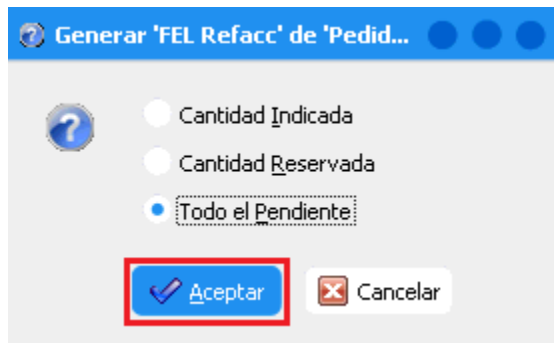 Generar 'FEL Refacc' de 'Pedid...
Cantidad Indicada
Cantidad Reservada
Todo el Pendiente
Aceptar
Cancelar